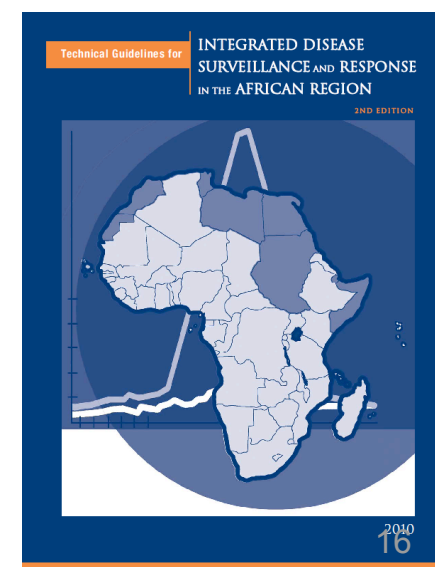 Technical Guidelines for
INTEGRATED DISEASE
SURVEILLANCE AND RESPONSE
IN THE AFRICAN REGION
2ND EDITION
2010
16